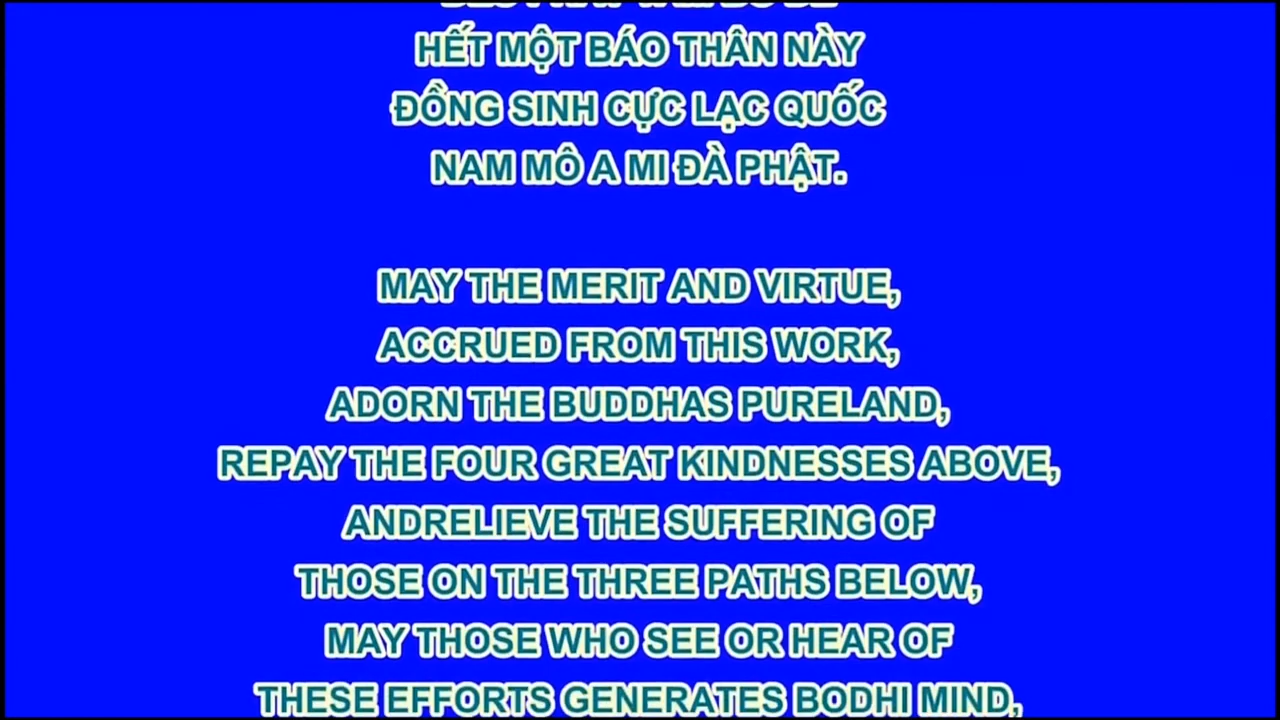 HẾT MỘT BÁO THÂN NÀY
ĐỒNG SINH CỰC LẠC QUỐC
NAM MÔ A MI ĐÀ PHẬT.
MAY THE MERIT AND VIRTUE,
ACCRUED FROM THIS WORK,
ADORN THE BUDDHAS PURELAND,
REPAY THE FOUR GREAT KINDNESSES ABOVE,
ANDRELIEVE THE SUFFERING OF
THOSE ON THE THREE PATHS BELOW,
MAY THOSE WHO SEE OR HEAR OF
THESE EFFORTS GENERATES BODHI MIND,